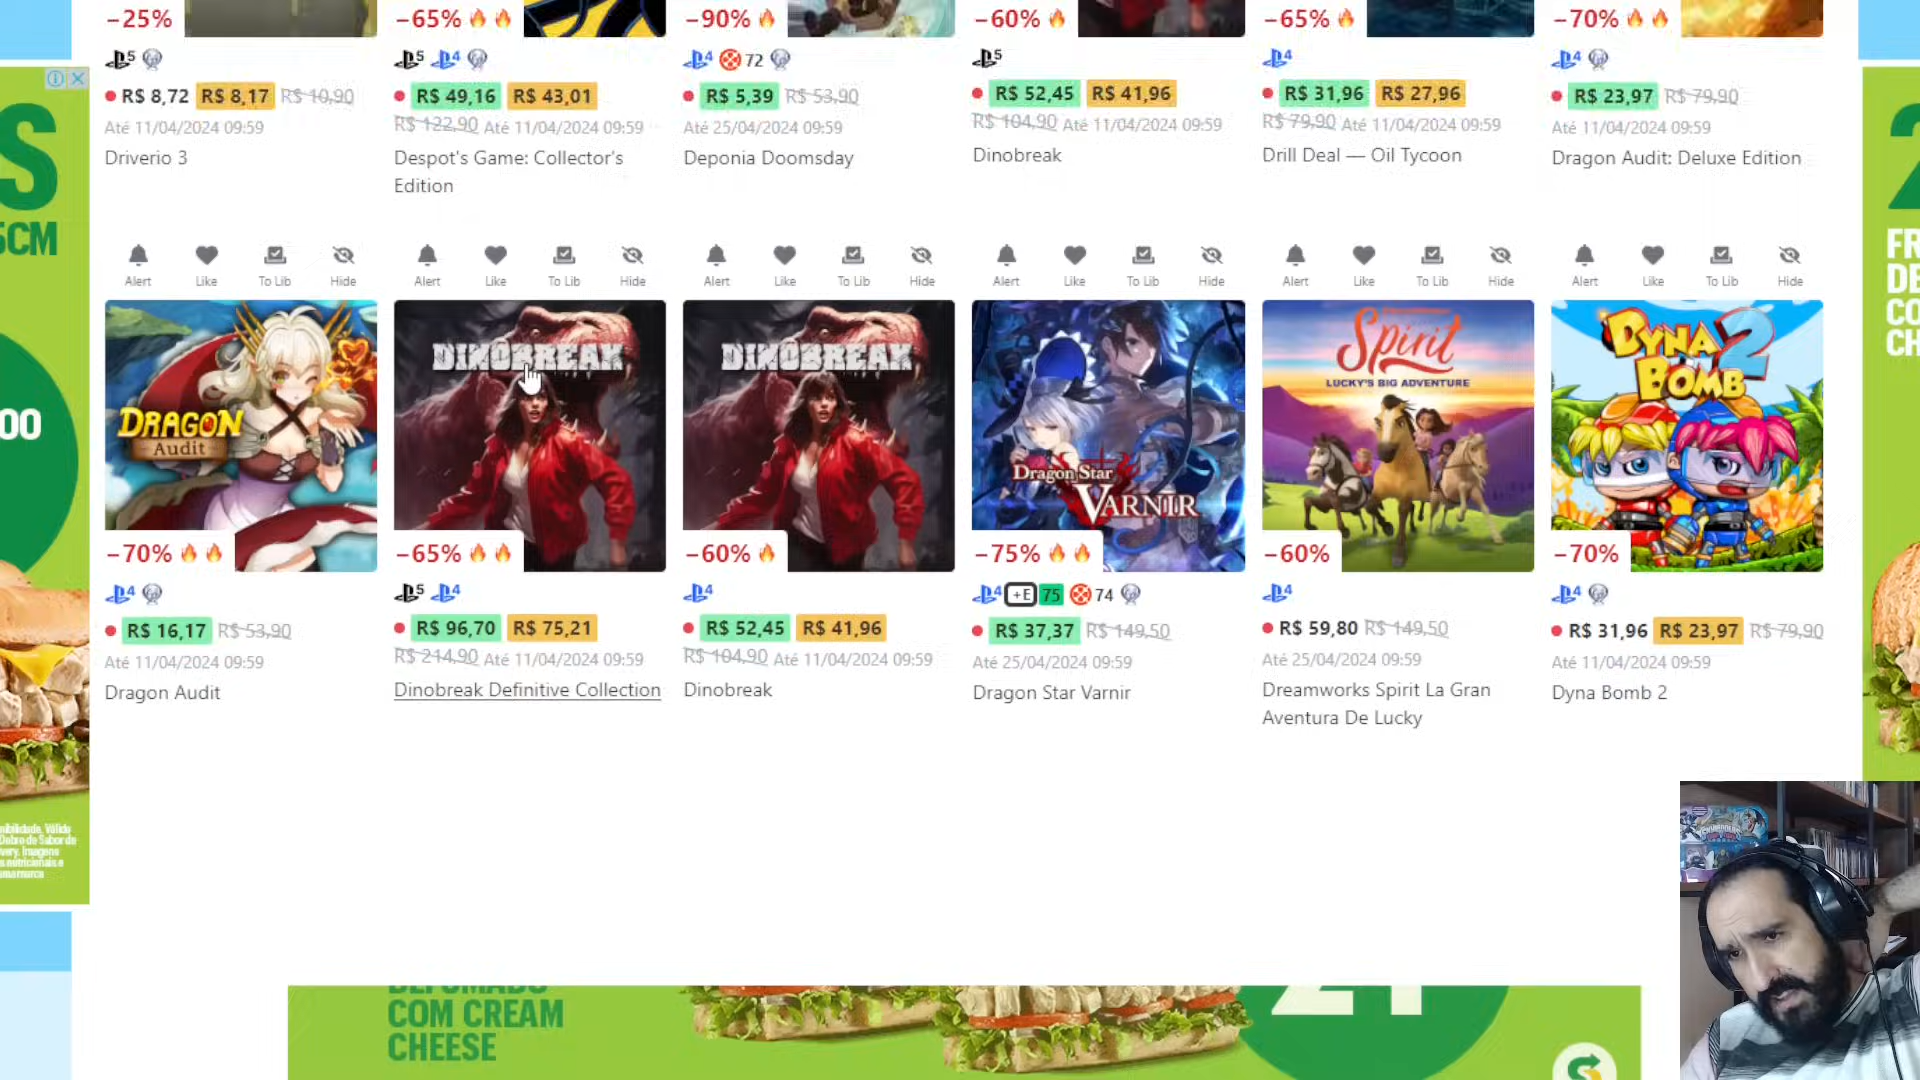 -25%
-65%
-90%
-60%
-65%
-70%
72
R$ 8,72 R$ 8,17 R$ 10,90
R$ 49,16 R$ 43,01
R$ 5,39 R$ 53,90
R$ 52,45 R$ 41,96
R$ 31,96 R$ 27,96
R$ 23,97 R$ 79,90
Até 11/04/2024 09:59
R$ 122,90 Até 11/04/2024 09:59
Até 25/04/2024 09:59
R$ 104,90 Até 11/04/2024 09:59
R$ 79,90 Até 11/04/2024 09:59
Até 11/04/2024 09:59
Driverio 3
Despot's Game: Collector's
Edition
Deponia Doomsday
Dinobreak
Drill Deal — Oil Tycoon
Dragon Audit: Deluxe Edition
Alert Like To Lib Hide
Alert Like To Lib Hide
Alert Like To Lib Hide
Alert Like To Lib Hide
Alert Like To Lib Hide
Alert Like To Lib Hide
DRAGON
Audit
DINOBREAK
DINOBREAK
Dragon Star
VARNIR
Spirit
LUCKY'S BIG ADVENTURE
DYNA 2
BOMB
-70%
-65%
-60%
-75%
-60%
-70%
+E 75 74
R$ 16,17 R$ 53,90
R$ 96,70 R$ 75,21
R$ 52,45 R$ 41,96
R$ 37,37 R$ 149,50
R$ 59,80 R$ 149,50
R$ 31,96 R$ 23,97 R$ 79,90
Até 11/04/2024 09:59
R$ 214,90 Até 11/04/2024 09:59
R$ 104,90 Até 11/04/2024 09:59
Até 25/04/2024 09:59
Até 25/04/2024 09:59
Até 11/04/2024 09:59
Dragon Audit
Dinobreak Definitive Collection
Dinobreak
Dragon Star Varnir
Dreamworks Spirit La Gran
Aventura De Lucky
Dyna Bomb 2
S
5CM
00
2
FR
DE
CO
CH
COM CREAM
CHEESE
21